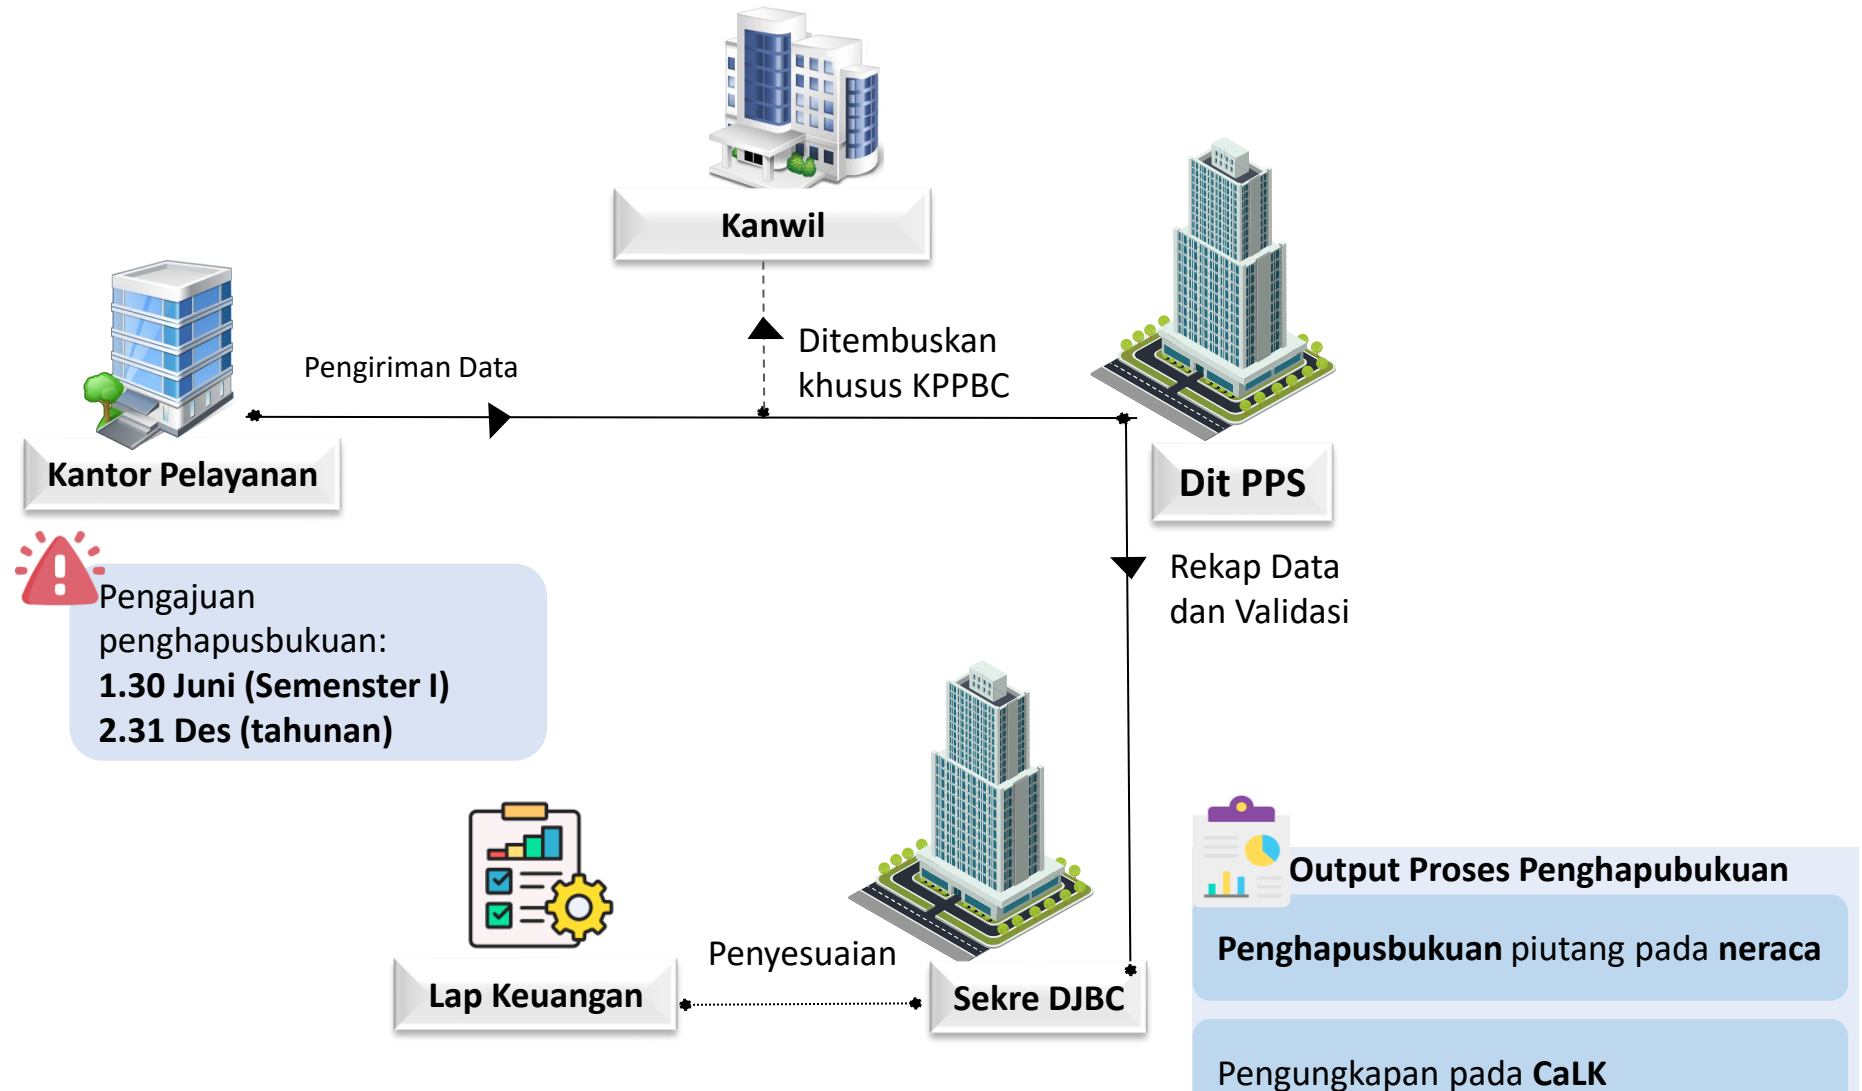 Kanwil
Ditembuskan
khusus KPPBC
Pengiriman Data
Kantor Pelayanan
Dit PPS
Pengajuan
penghapusbukuan:
1.30 Juni (Semenster I)
2.31 Des (tahunan)
Rekap Data
dan Validasi
Penyesuaian
Lap Keuangan
Sekre DJBC
Output Proses Penghapubukuan
Penghapusbukuan piutang pada neraca
Pengungkapan pada CaLK